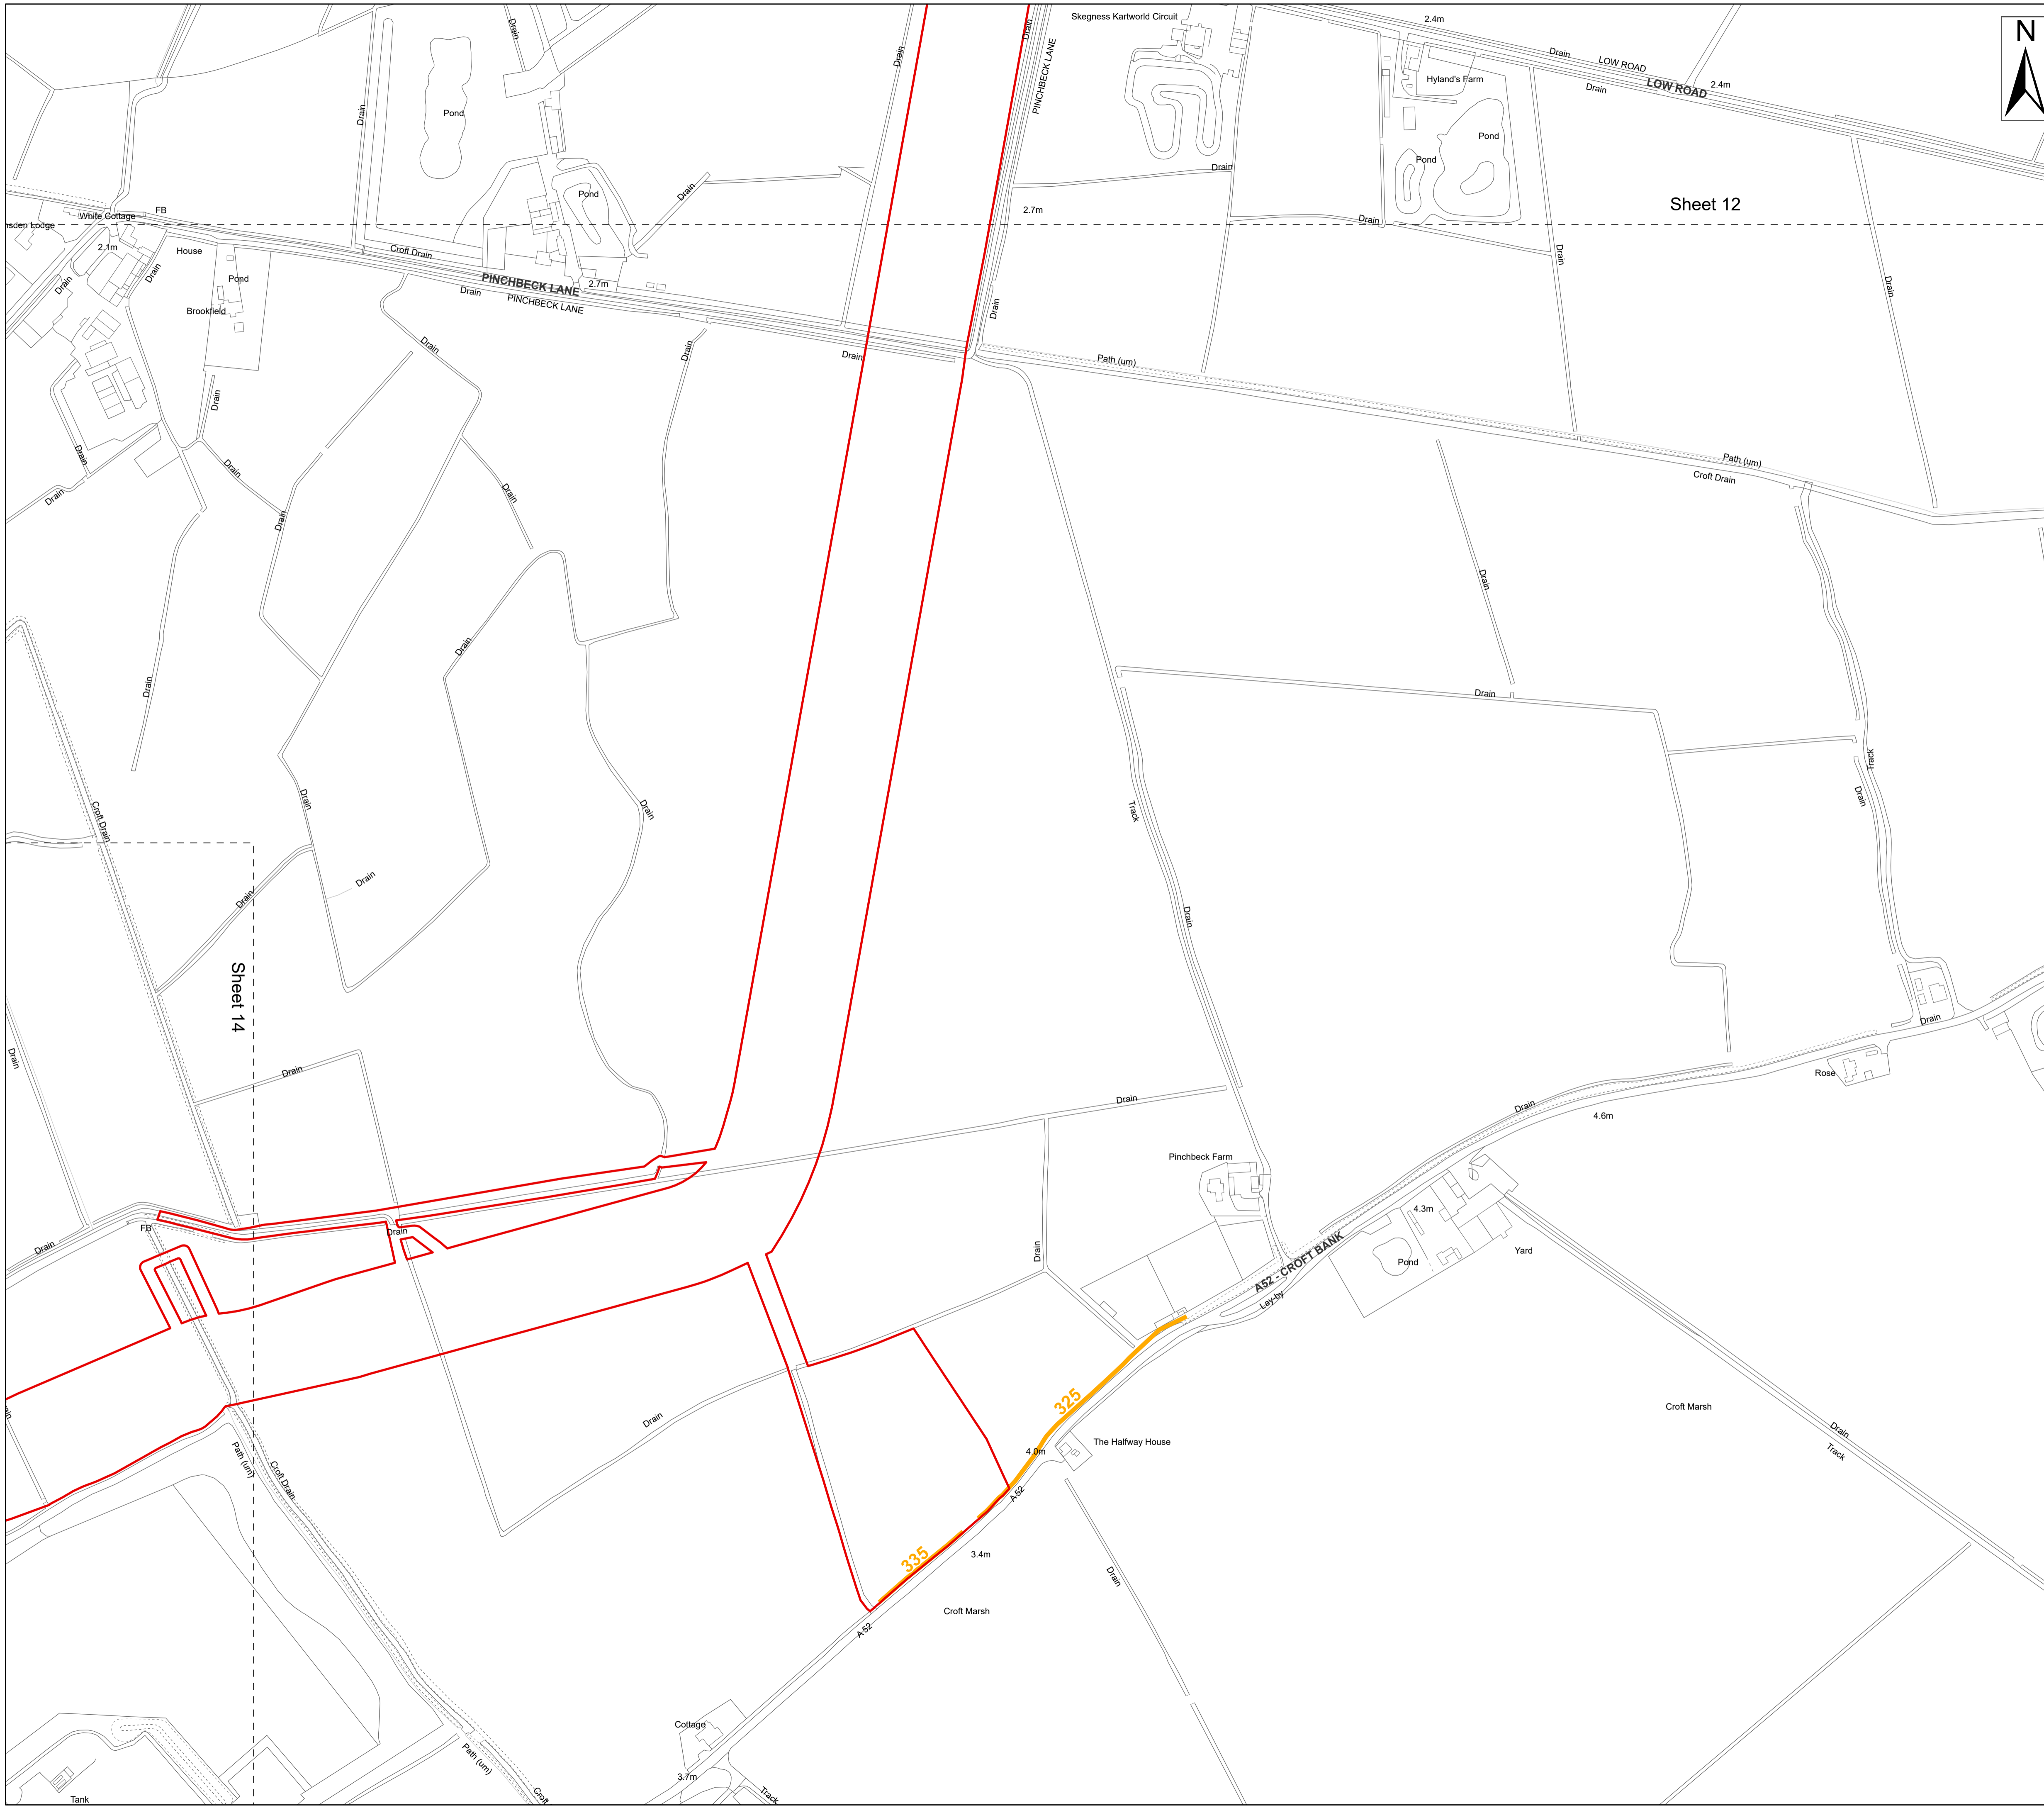 Skegness Kartworld Circuit
2.4m
N
Drain
Drain
Drain
PINCHBECK LANE
Drain
LOW ROAD
LOW ROAD
2.4m
Hyland's Farm
Drain
Drain
Pond
Pond
Pond
Drain
Drain
Pond
Sheet 12
White Cottage
FB
2.7m
Drain
2.1m
House
Croft Drain
Drain
Drain
Drain
Pond
PINCHBECK LANE
2.7m
Drain
PINCHBECK LANE
Drain
Drain
Brookfield
Drain
Drain
Drain
Path (um)
Drain
Drain
Drain
Drain
Path (um)
Croft Drain
Drain
Drain
Drain
Drain
Drain
Drain
Drain
Track
Drain
Croft Drain
Drain
Drain
Track
Drain
Drain
Drain
Sheet 14
Drain
Drain
Drain
Drain
Rose
Drain
Drain
4.6m
Pinchbeck Farm
4.3m
FB
Drain
Drain
Drain
Yard
Pond
A52 - CROFT BANK
Lay-by
325
Croft Marsh
Drain
Drain
Track
4.0m
The Halfway House
Path (um)
Croft Drain
A 52
335
3.4m
Drain
Croft Marsh
A 52
Cottage
Path (um)
3.7m
Track
Croft
Tank